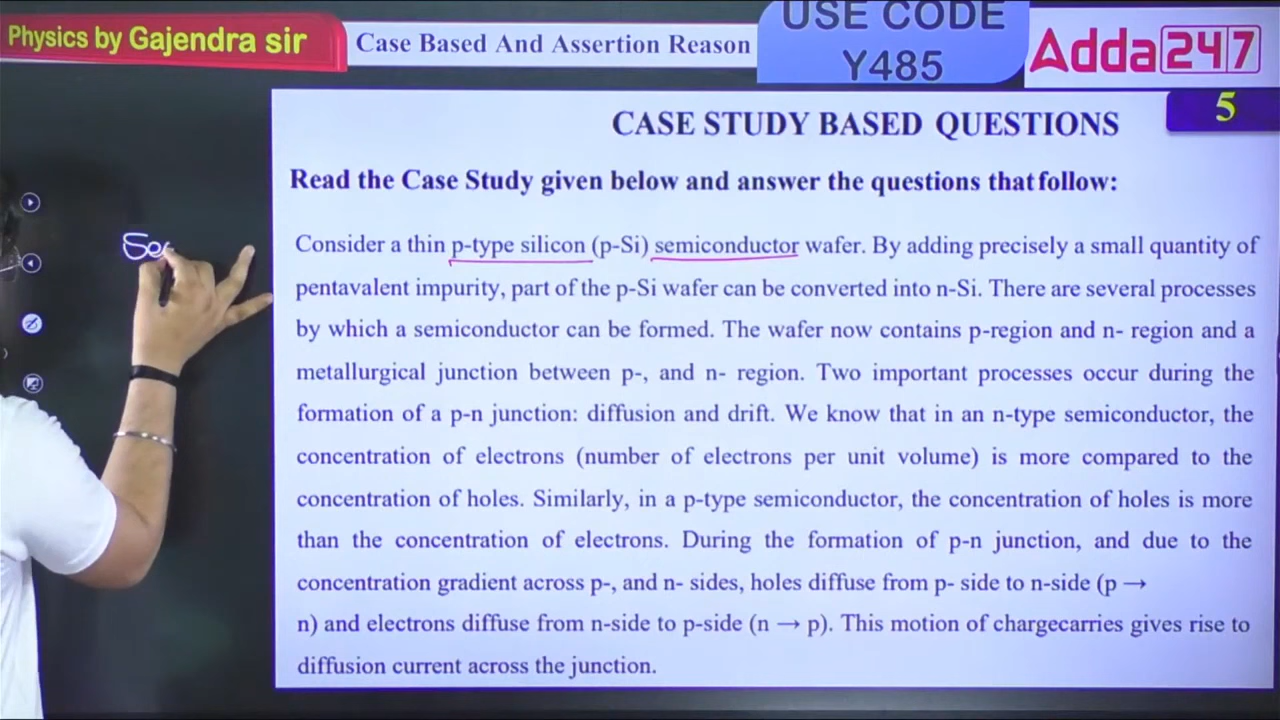 Physics by Gajendra sir
Case Based And Assertion Reason
USE CODE
Y485
Adda247
5
CASE STUDY BASED QUESTIONS
Read the Case Study given below and answer the questions that follow:
Consider a thin p-type silicon (p-Si) semiconductor wafer. By adding precisely a small quantity of
pentavalent impurity, part of the p-Si wafer can be converted into n-Si. There are several processes
by which a semiconductor can be formed. The wafer now contains p-region and n- region and a
metallurgical junction between p-, and n- region. Two important processes occur during the
formation of a p-n junction: diffusion and drift. We know that in an n-type semiconductor, the
concentration of electrons (number of electrons per unit volume) is more compared to the
concentration of holes. Similarly, in a p-type semiconductor, the concentration of holes is more
than the concentration of electrons. During the formation of p-n junction, and due to the
concentration gradient across p-, and n- sides, holes diffuse from p- side to n-side (p →
n) and electrons diffuse from n-side to p-side (n → p). This motion of chargecarries gives rise to
diffusion current across the junction.